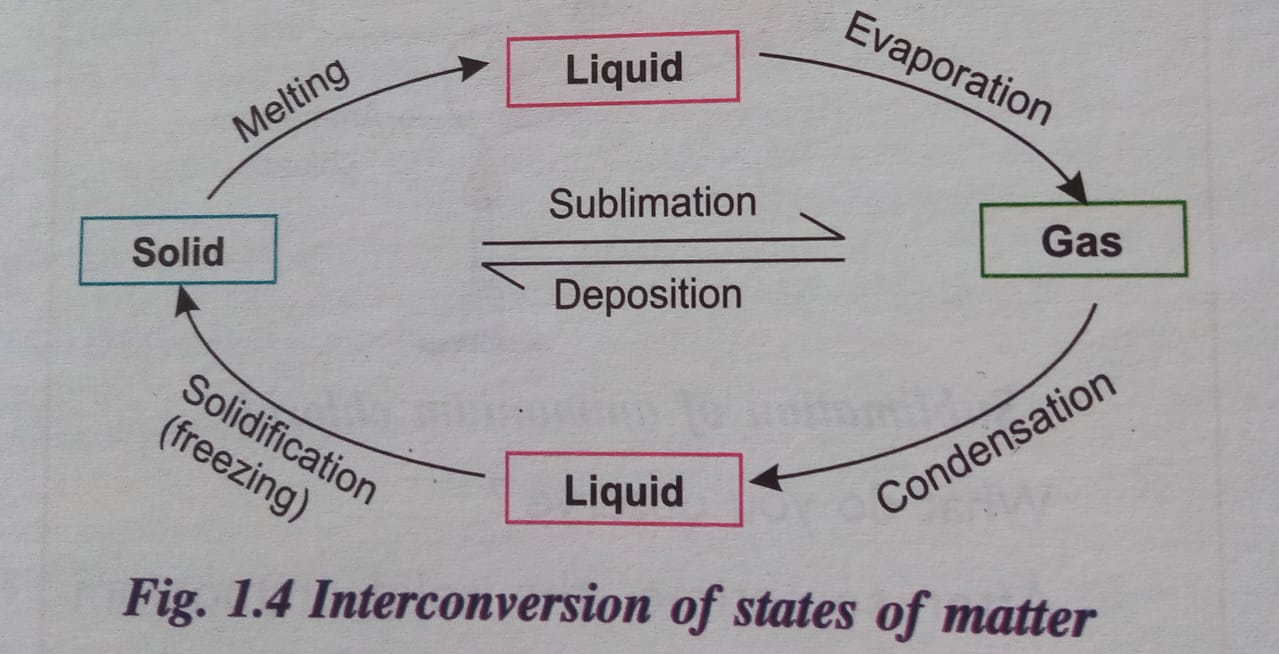 Liquid
Melting
Evaporation
Solid
Sublimation
Deposition
Gas
Solidification
(freezing)
Condensation
Liquid
Fig. 1.4 Interconversion of states of matter